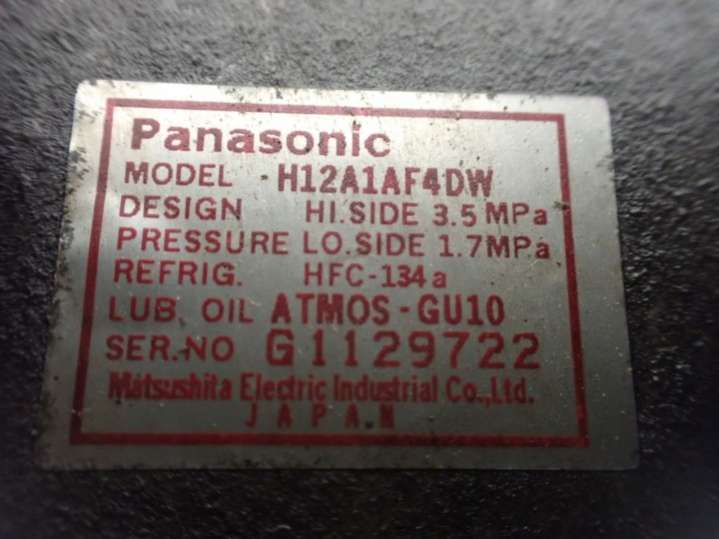 Panasonic
MODEL H12A1AF4DW
DESIGN HI.SIDE 3.5 MPa
PRESSURE LO.SIDE 1.7MPa
REFRIG. HFC-134a
LUB. OIL ATMOS-GU10
SER.NO G1129722
Matsushita Electric Industrial Co.,Ltd.
JAPAN